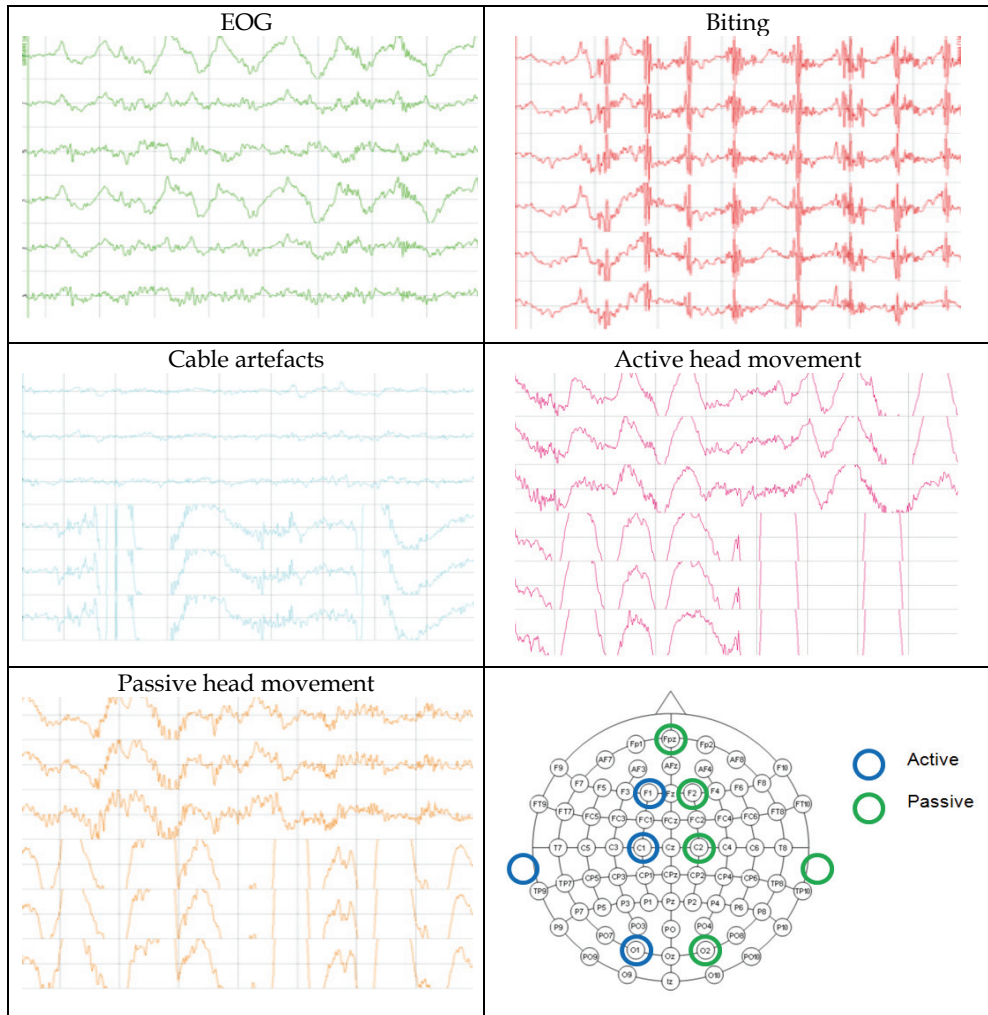 EOG
Biting
Cable artefacts
Active head movement
Passive head movement
Fpz
Fp1 Fp2
AF7 AF3 AFz AF4 AF8
F9 F7 F5 F3 F1 Fz F2 F4 F6 F8 F10
FT9 FT7 FC5 FC3 FC1 FCz FC2 FC4 FC6 FT8 FT10
T7 C5 C3 C1 Cz C2 C4 C6 T8
TP9 TP7 CP5 CP3 CP1 CPz CP2 CP4 CP6 TP8 TP10
P9 P7 P5 P3 P1 Pz P2 P4 P6 P8 P10
PO9 PO7 PO3 PO PO4 PO8 PO10
O1 Oz O2
O9 Iz O10
Active
Passive